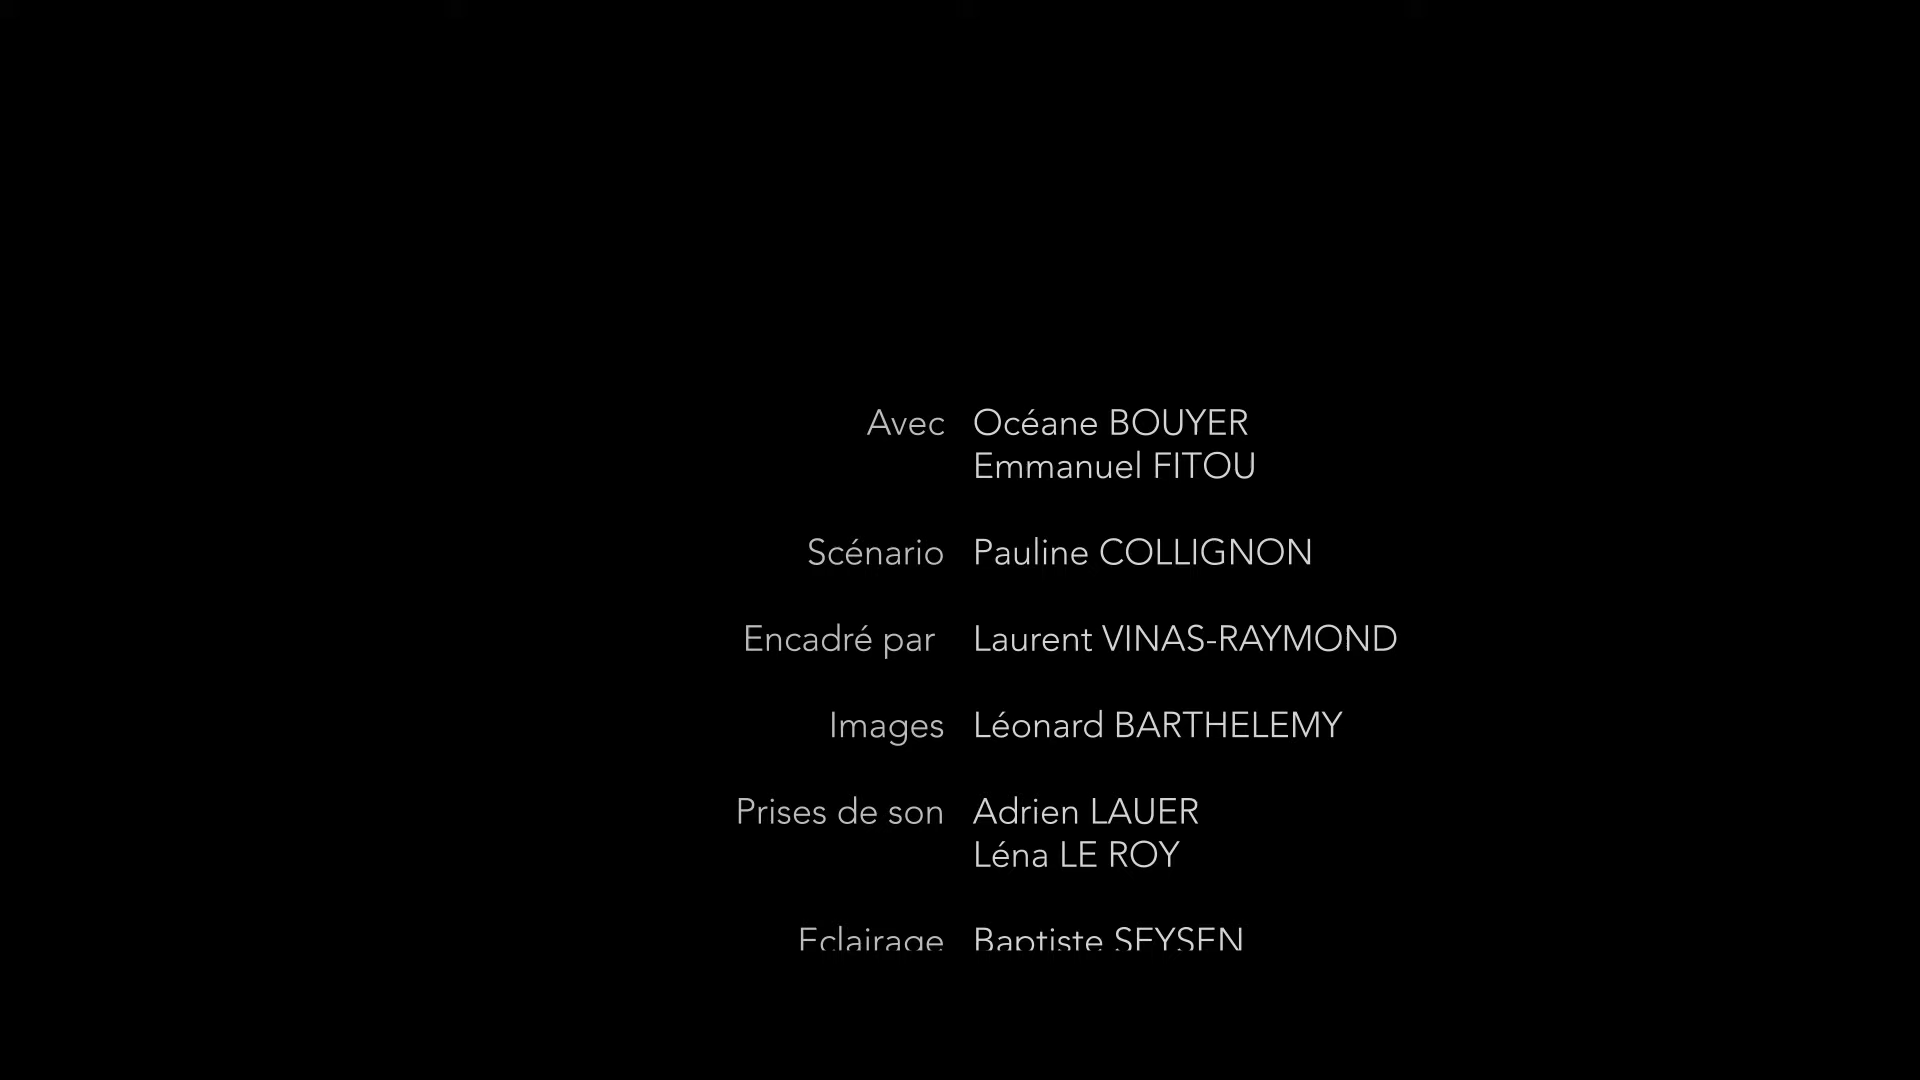 Avec Océane BOUYER
Emmanuel FITOU
Scénario Pauline COLLIGNON
Encadré par Laurent VINAS-RAYMOND
Images Léonard BARTHELEMY
Prises de son Adrien LAUER
Léna LE ROY
Eclairage Baptiste SEYSEN